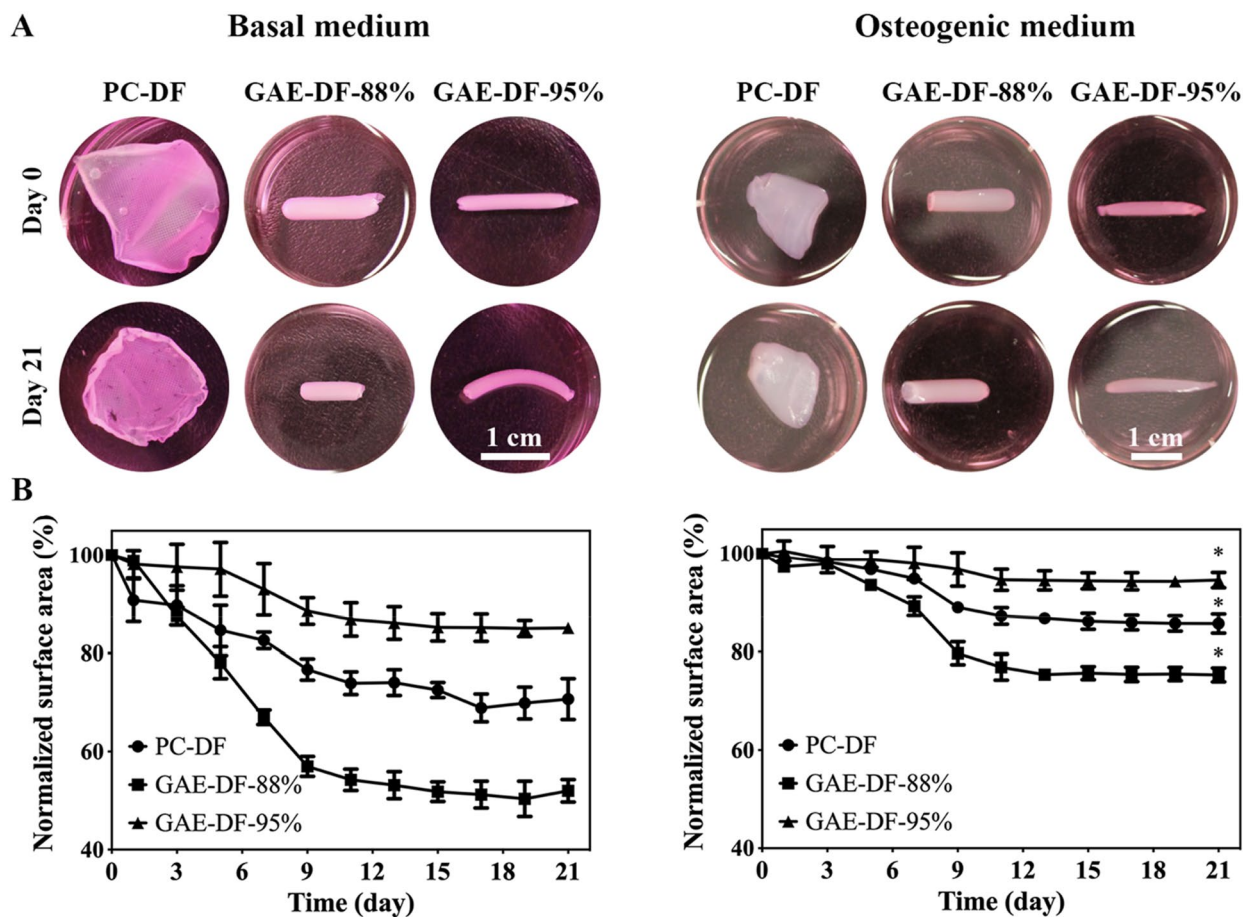 A
Basal medium
Osteogenic medium
PC-DF GAE-DF-88% GAE-DF-95%
PC-DF GAE-DF-88% GAE-DF-95%
Day 0
Day 21
1 cm
1 cm
B
Normalized surface area (%)
100
80
60
40
PC-DF
GAE-DF-88%
GAE-DF-95%
0 3 6 9 12 15 18 21
Time (day)
Normalized surface area (%)
100
80
60
40
*
*
*
PC-DF
GAE-DF-88%
GAE-DF-95%
0 3 6 9 12 15 18 21
Time (day)